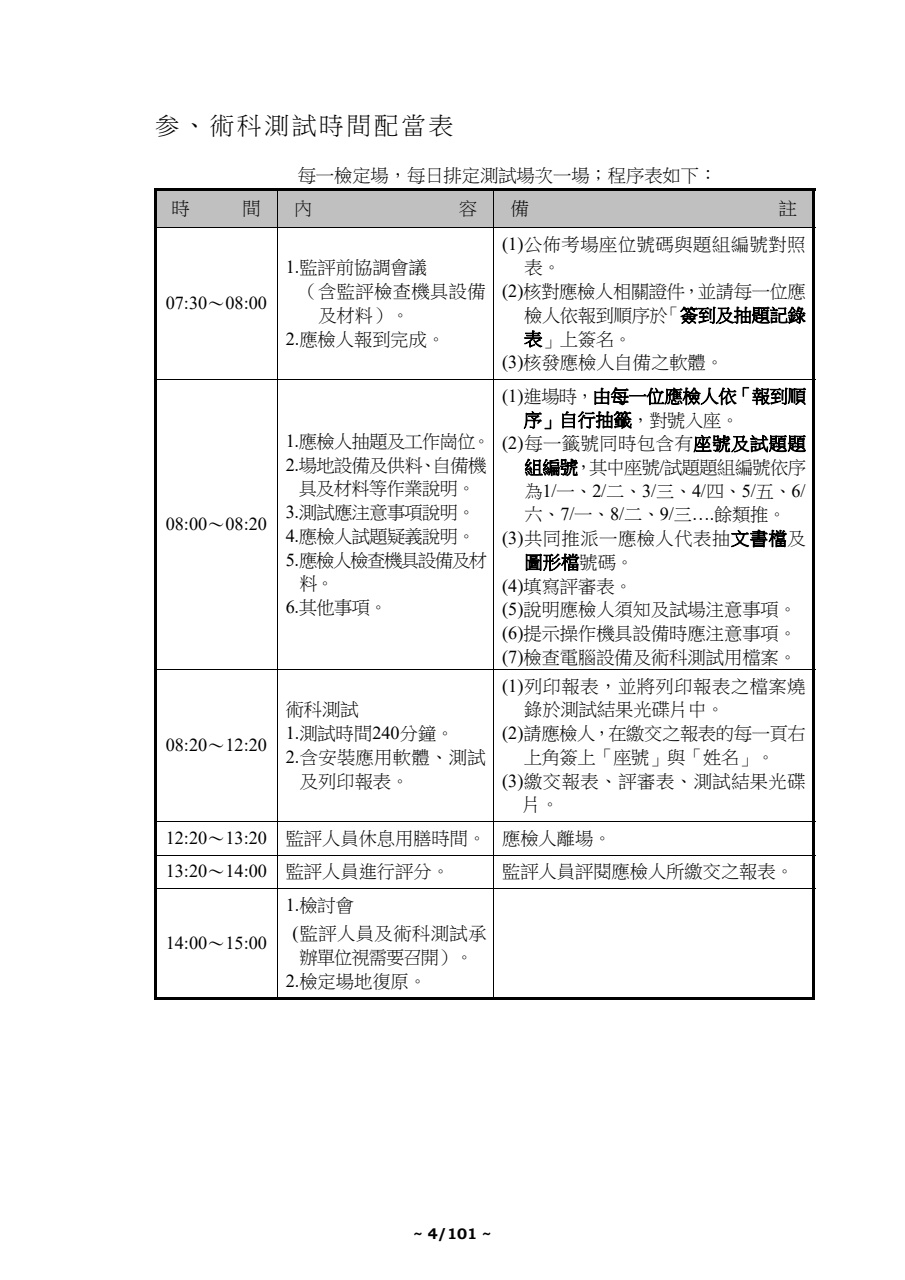 参、術科測試時間配當表
每一檢定場，每日排定測試場次一場；程序表如下：
時 間 內 容 備 註
07:30～08:00
1.監評前協調會議
（含監評檢查機具設備
及材料）。
2.應檢人報到完成。
(1)公佈考場座位號碼與題組編號對照
表。
(2)核對應檢人相關證件，並請每一位應
檢人依報到順序於「簽到及抽題記錄
表」上簽名。
(3)核發應檢人自備之軟體。
08:00～08:20
1.應檢人抽題及工作崗位。
2.場地設備及供料、自備機
具及材料等作業說明。
3.測試應注意事項說明。
4.應檢人試題疑義說明。
5.應檢人檢查機具設備及材
料。
6.其他事項。
(1)進場時，由每一位應檢人依「報到順
序」自行抽籤，對號入座。
(2)每一籤號同時包含有座號及試題題
組編號，其中座號/試題題組編號依序
為1/一、2/二、3/三、4/四、5/五、6/
六、7/一、8/二、9/三….餘類推。
(3)共同推派一應檢人代表抽文書檔及
圖形檔號碼。
(4)填寫評審表。
(5)說明應檢人須知及試場注意事項。
(6)提示操作機具設備時應注意事項。
(7)檢查電腦設備及術科測試用檔案。
08:20～12:20
術科測試
1.測試時間240分鐘。
2.含安裝應用軟體、測試
及列印報表。
(1)列印報表，並將列印報表之檔案燒
錄於測試結果光碟片中。
(2)請應檢人，在繳交之報表的每一頁右
上角簽上「座號」與「姓名」。
(3)繳交報表、評審表、測試結果光碟
片。
12:20～13:20 監評人員休息用膳時間。 應檢人離場。
13:20～14:00 監評人員進行評分。 監評人員評閱應檢人所繳交之報表。
14:00～15:00
1.檢討會
(監評人員及術科測試承
辦單位視需要召開）。
2.檢定場地復原。
~ 4/101 ~